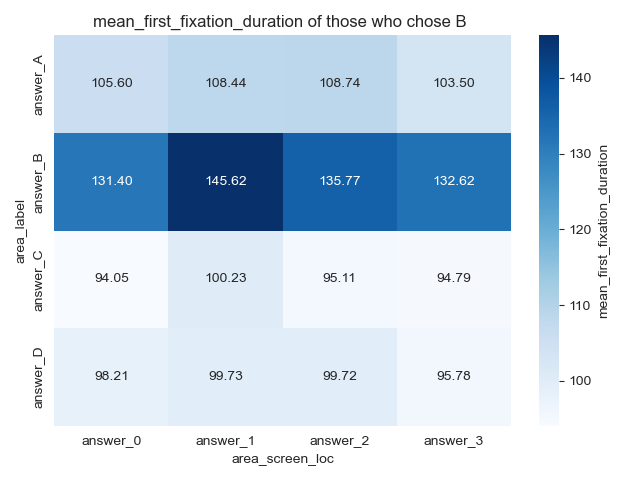 mean_first_fixation_duration of those who chose B
answer_A
105.60 108.44 108.74 103.50
answer_B
131.40 145.62 135.77 132.62
answer_C
94.05 100.23 95.11 94.79
answer_D
98.21 99.73 99.72 95.78
area_label
answer_0 answer_1 answer_2 answer_3
area_screen_loc
140
130
120
110
100
mean_first_fixation_duration